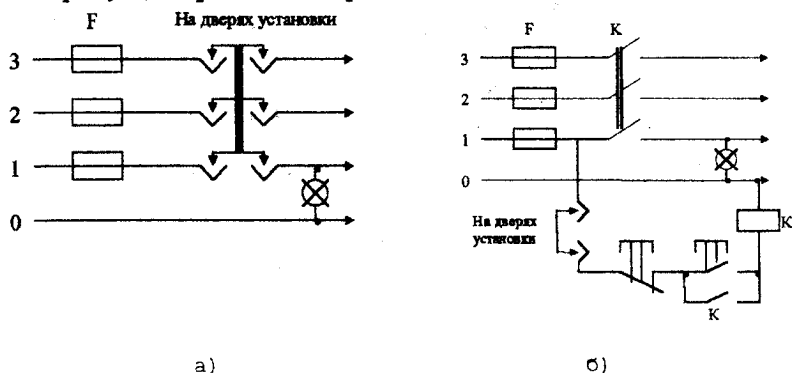 F
На дверях установки
3
2
1
0
а)
F
К
3
2
1
0
На дверях
установки
К
К
б)